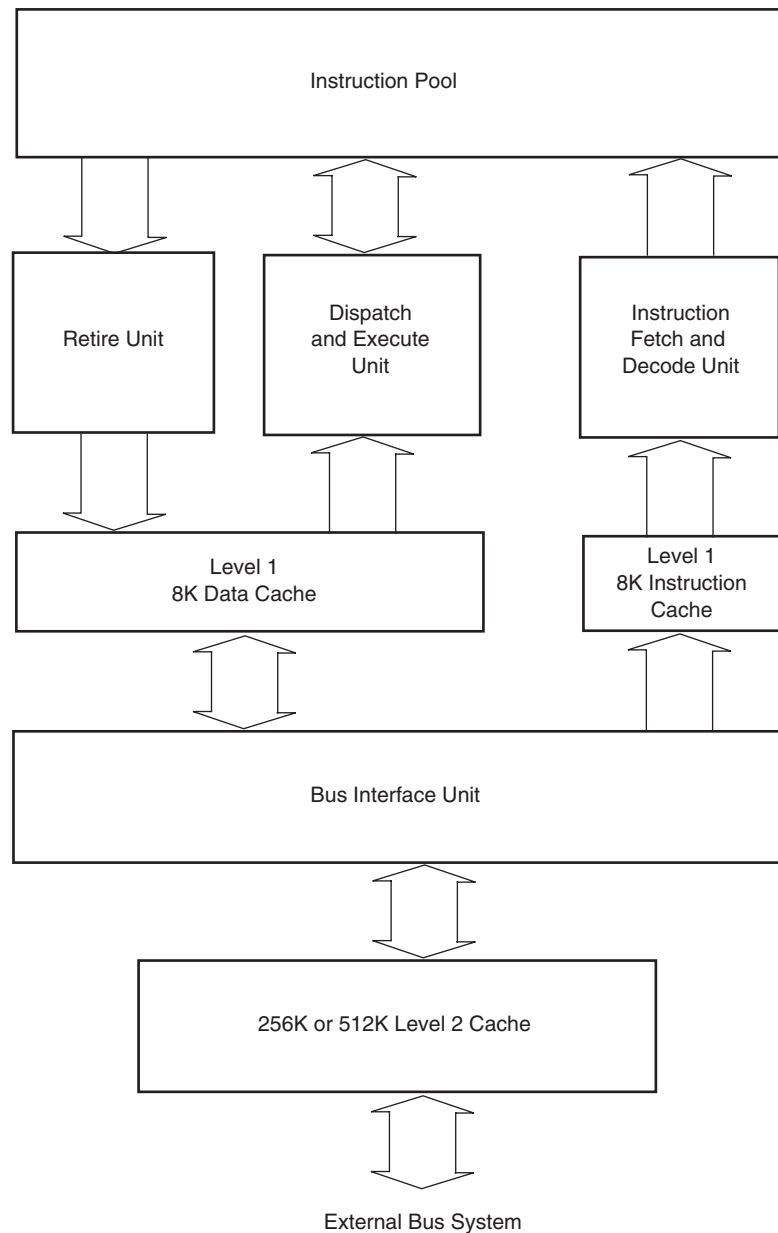 Instruction Pool
Retire Unit
Dispatch
and Execute
Unit
Instruction
Fetch and
Decode Unit
Level 1
8K Data Cache
Level 1
8K Instruction
Cache
Bus Interface Unit
256K or 512K Level 2 Cache
External Bus System